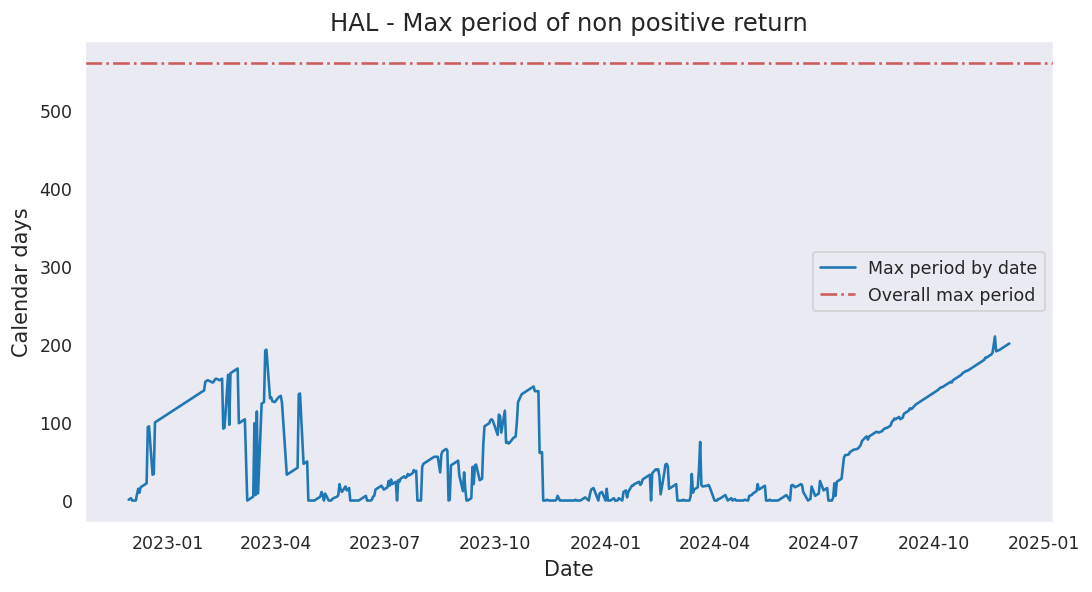 HAL - Max period of non positive return
Calendar days
500
400
300
200
100
0
Max period by date
Overall max period
2023-01 2023-04 2023-07 2023-10 2024-01 2024-04 2024-07 2024-10 2025-01
Date